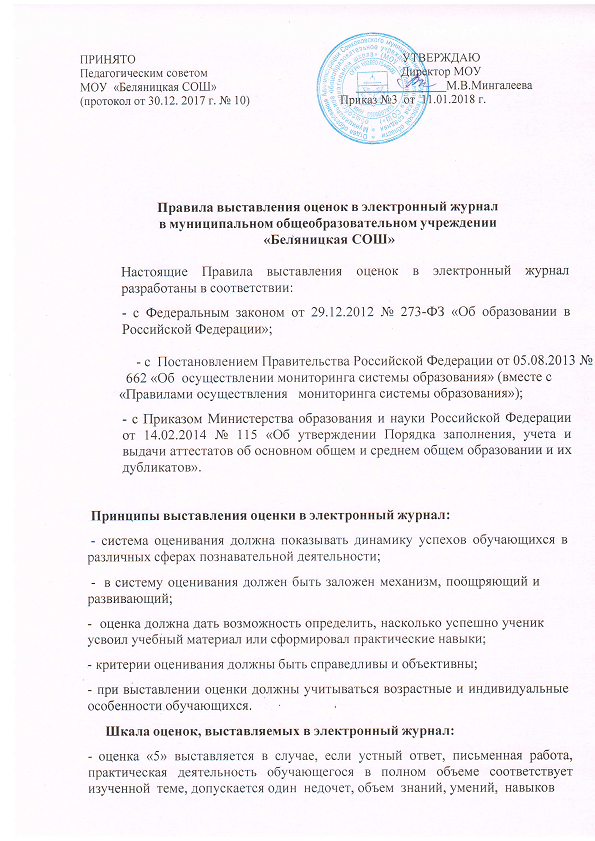 ПРИНЯТО УТВЕРЖДАЮ
Педагогическим советом Директор МОУ
МОУ «Беляницкая СОШ» М.В.Мингалеева
(протокол от 30.12. 2017 г. № 10) Приказ №3 от 11.01.2018 г.
Правила выставления оценок в электронный журнал
в муниципальном общеобразовательном учреждении
«Беляницкая СОШ»
Настоящие Правила выставления оценок в электронный журнал
разработаны в соответствии:
- с Федеральным законом от 29.12.2012 № 273-ФЗ «Об образовании в
Российской Федерации»;
- с Постановлением Правительства Российской Федерации от 05.08.2013 №
662 «Об осуществлении мониторинга системы образования» (вместе с
«Правилами осуществления мониторинга системы образования»);
- с Приказом Министерства образования и науки Российской Федерации
от 14.02.2014 № 115 «Об утверждении Порядка заполнения, учета и
выдачи аттестатов об основном общем и среднем общем образовании и их
дубликатов».
Принципы выставления оценки в электронный журнал:
- система оценивания должна показывать динамику успехов обучающихся в
различных сферах познавательной деятельности;
- в систему оценивания должен быть заложен механизм, поощряющий и
развивающий;
- оценка должна дать возможность определить, насколько успешно ученик
усвоил учебный материал или сформировал практические навыки;
- критерии оценивания должны быть справедливы и объективны;
- при выставлении оценки должны учитываться возрастные и индивидуальные
особенности обучающихся.
Шкала оценок, выставляемых в электронный журнал:
- оценка «5» выставляется в случае, если устный ответ, письменная работа,
практическая деятельность обучающегося в полном объеме соответствует
изученной теме, допускается один недочет, объем знаний, умений, навыков